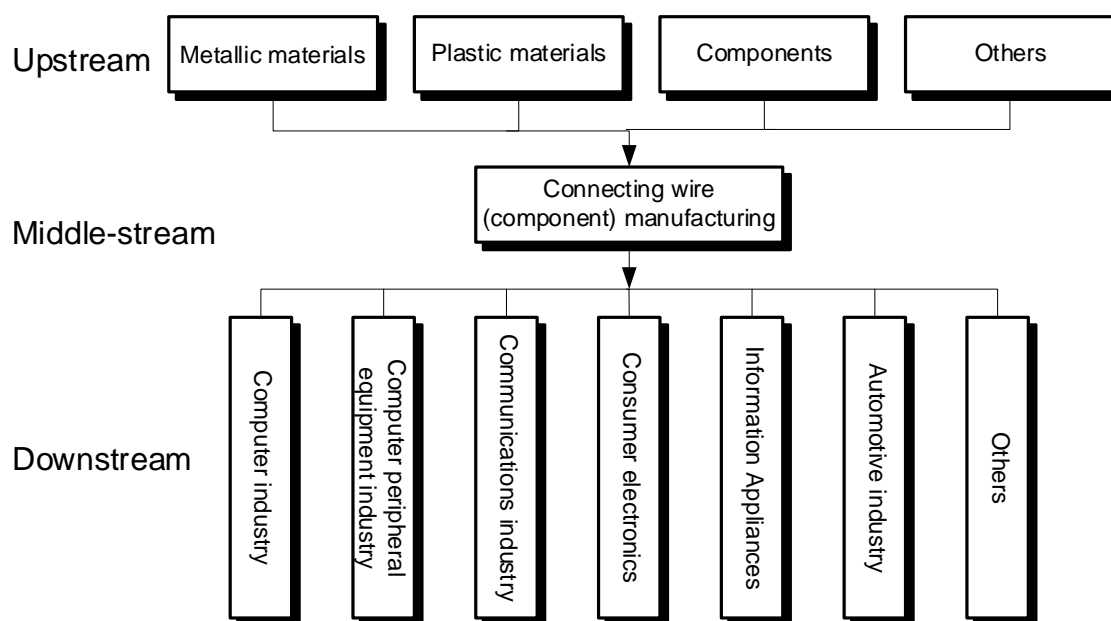 Upstream
Metallic materials
Plastic materials
Components
Others
Middle-stream
Connecting wire
(component) manufacturing
Downstream
Computer industry
Computer peripheral
equipment industry
Communications industry
Consumer electronics
Information Appliances
Automotive industry
Others